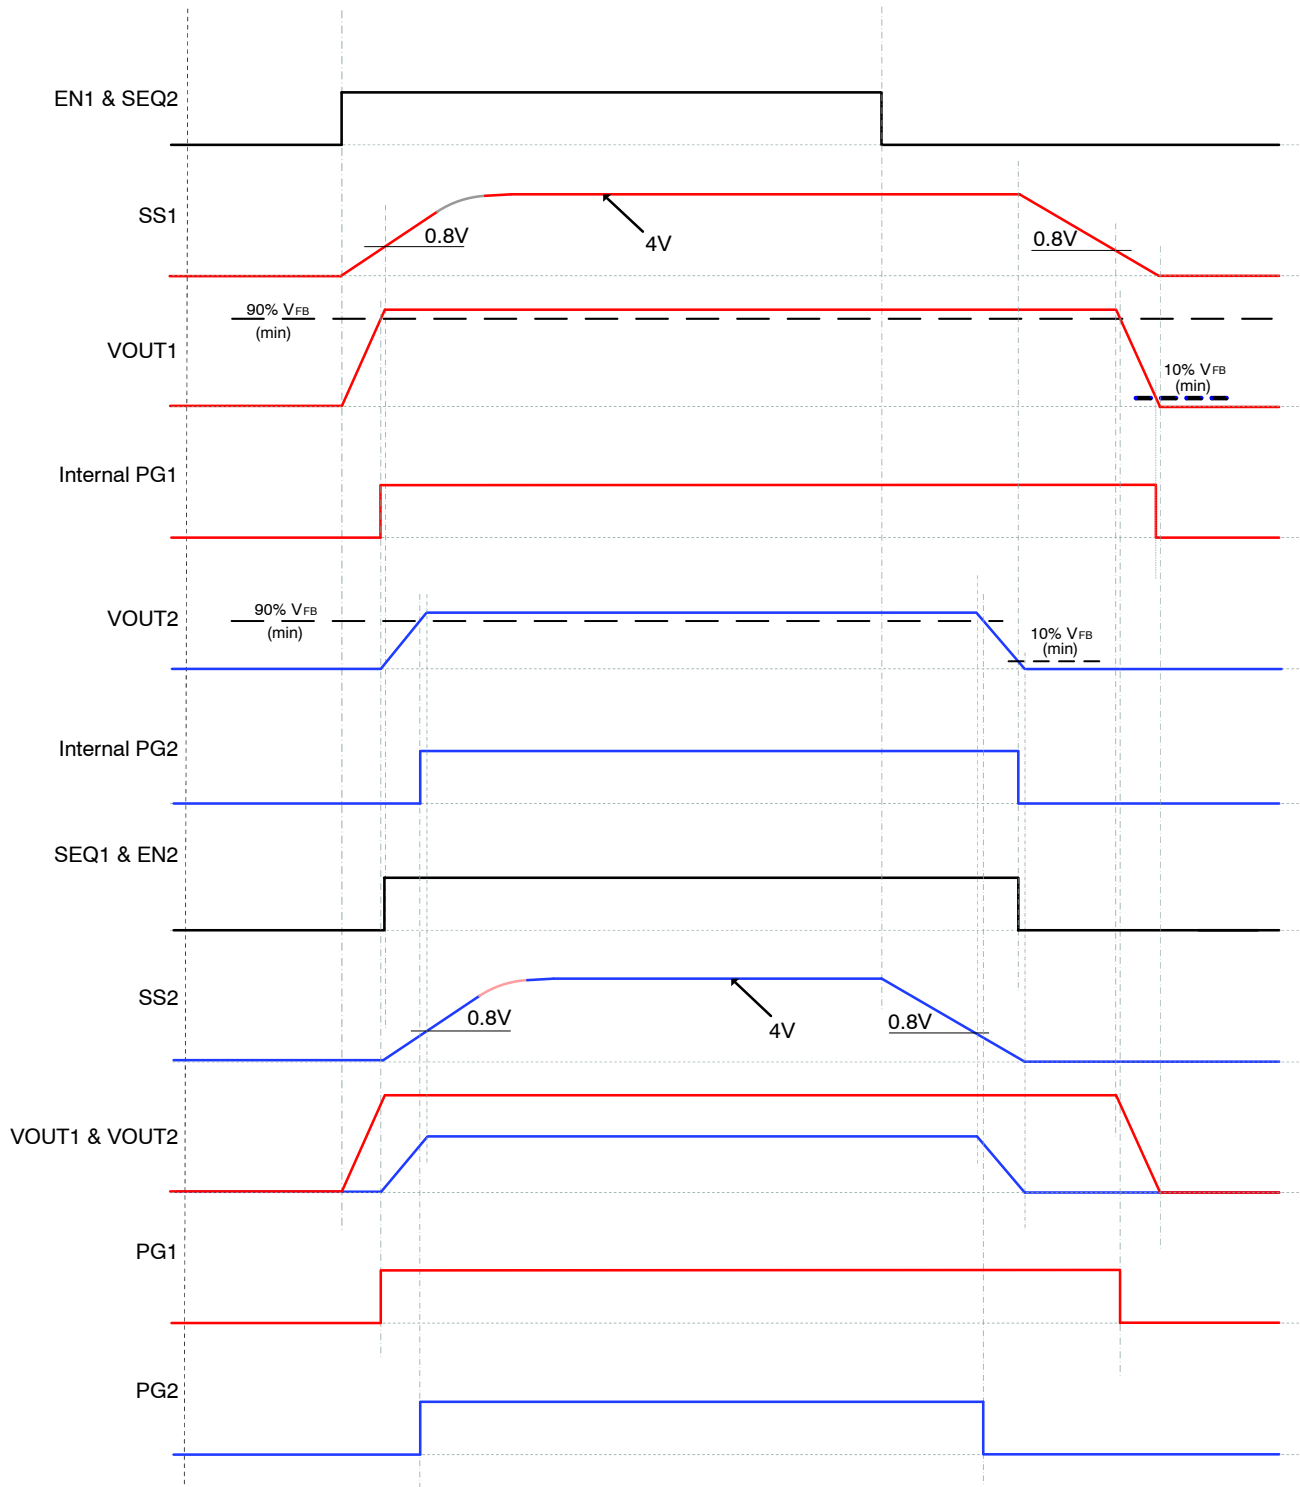 EN1 & SEQ2
SS1
0.8V
4V
0.8V
90% VFB
(min)
VOUT1
10% VFB
(min)
Internal PG1
VOUT2
90% VFB
(min)
10% VFB
(min)
Internal PG2
SEQ1 & EN2
SS2
0.8V
4V
0.8V
VOUT1 & VOUT2
PG1
PG2